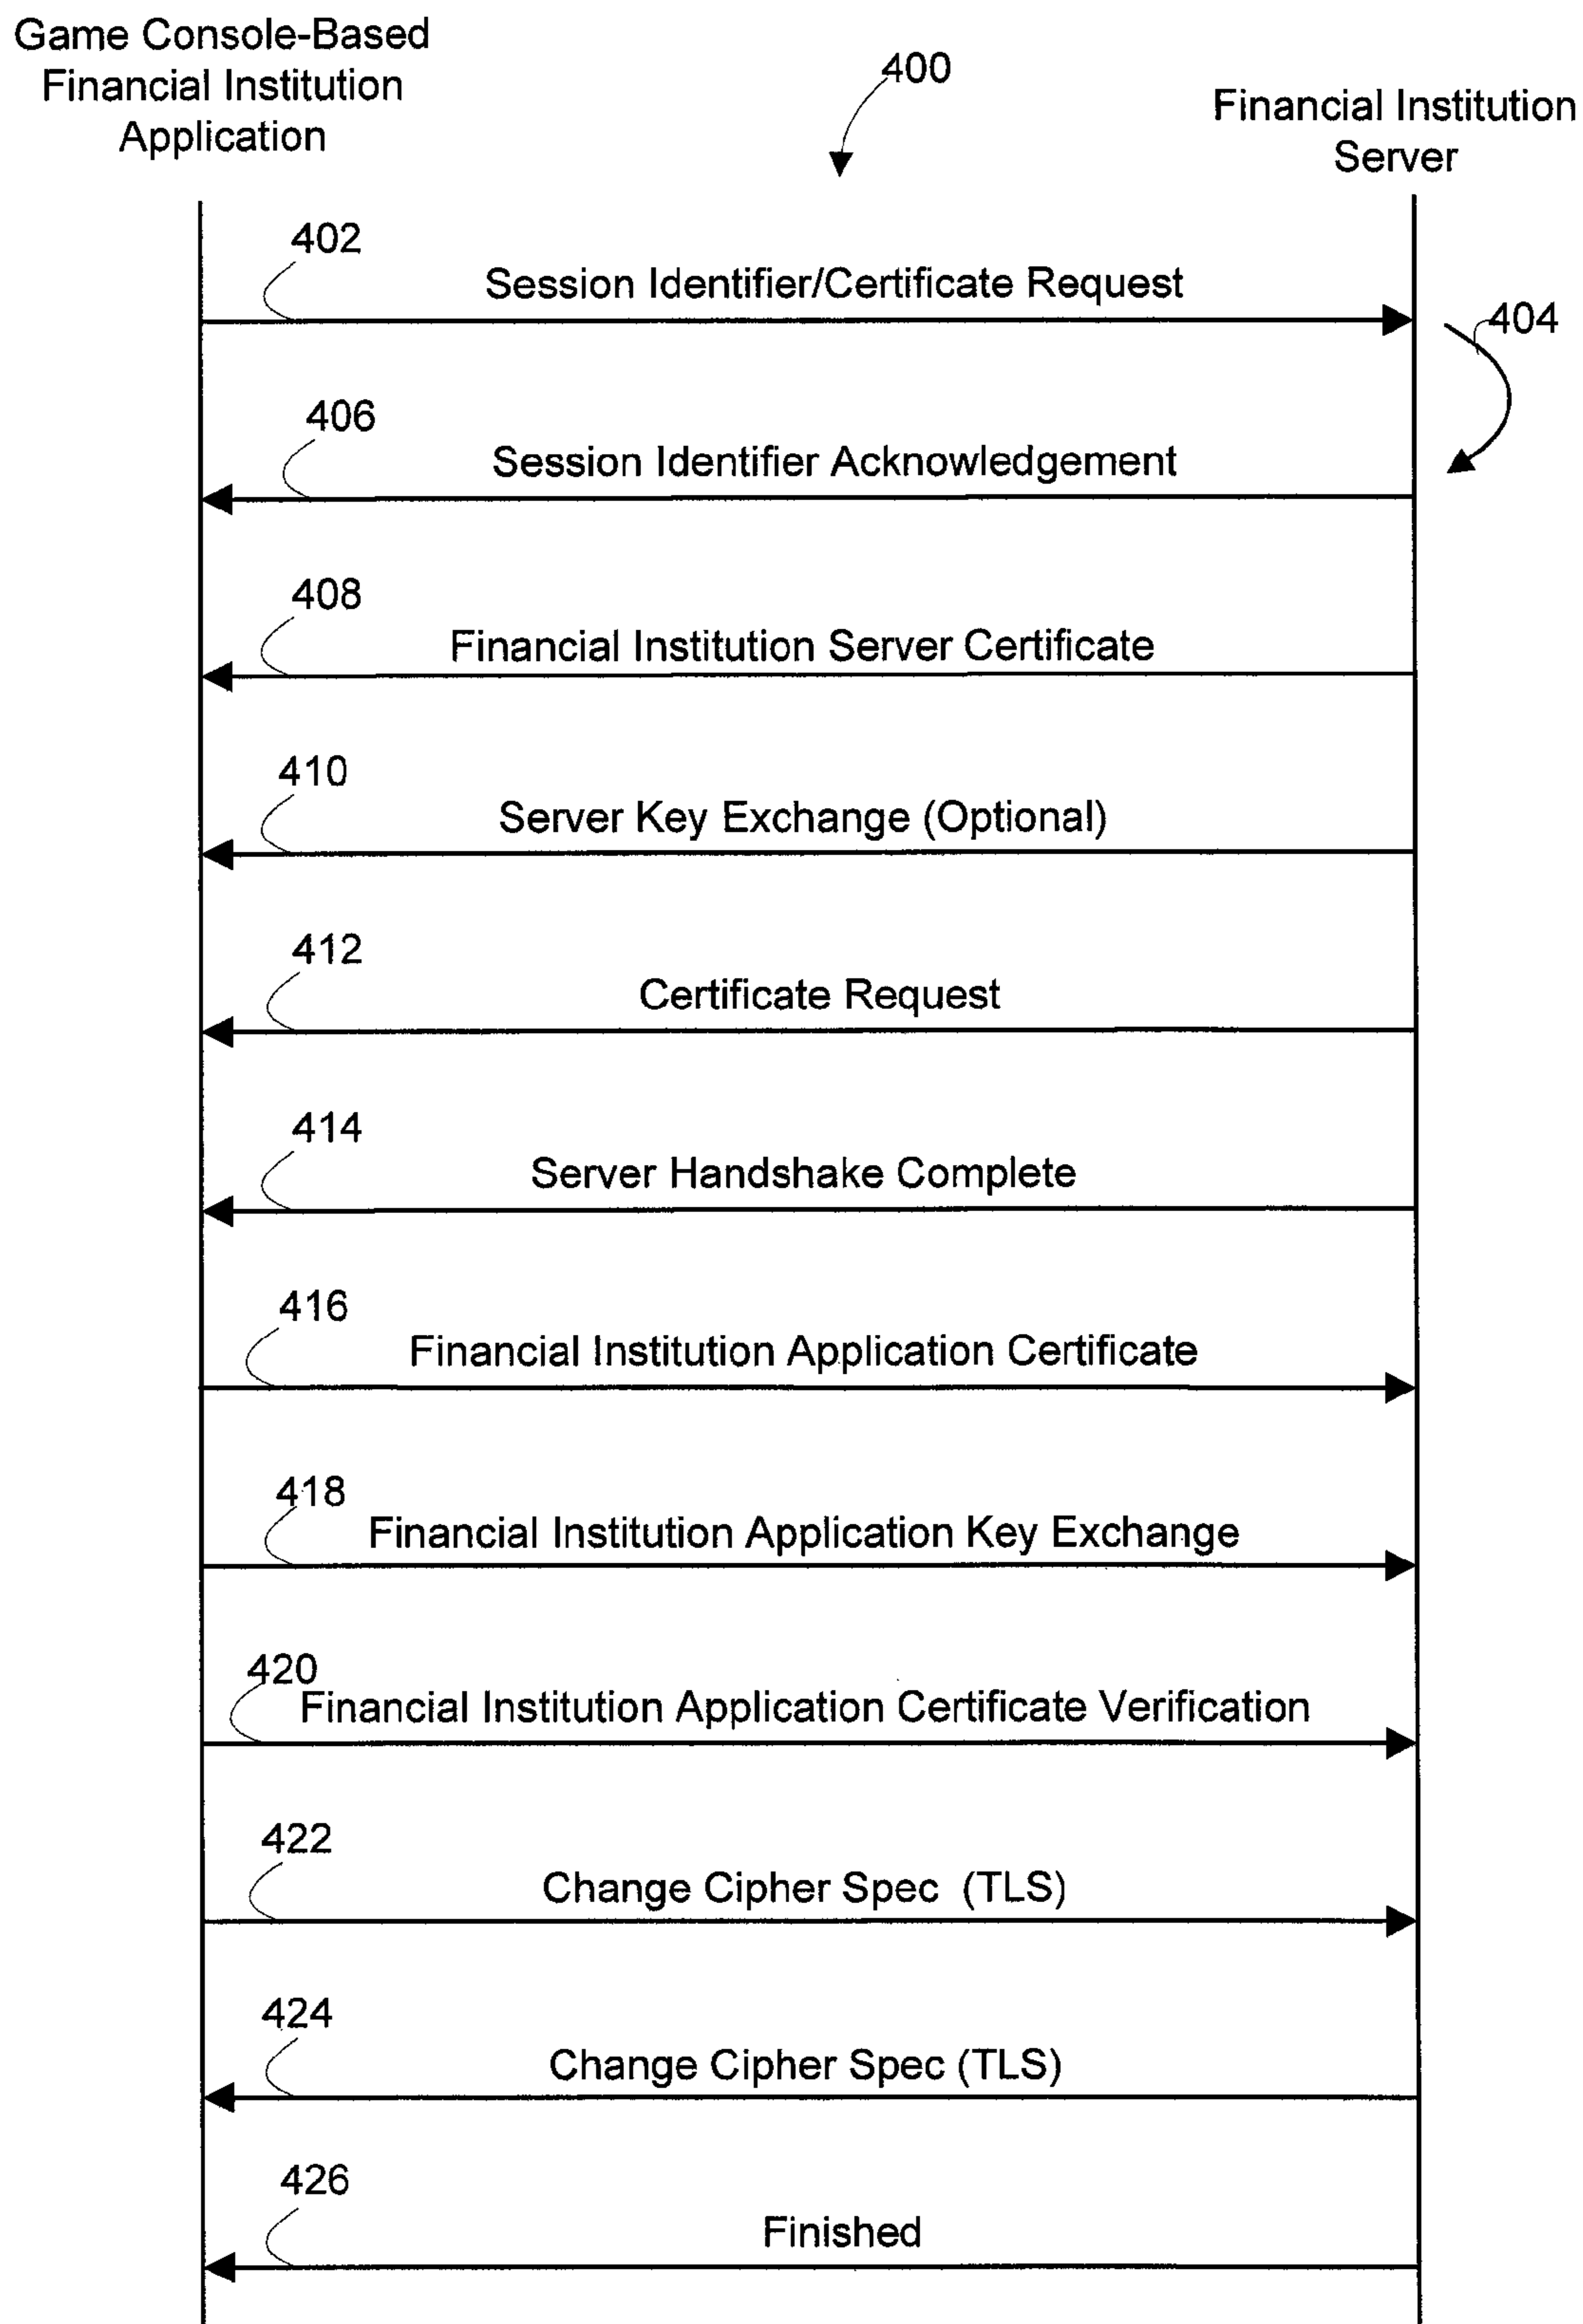 Game Console-Based
Financial Institution
Application
400
Financial Institution
Server
402
Session Identifier/Certificate Request
404
406
Session Identifier Acknowledgement
408
Financial Institution Server Certificate
410
Server Key Exchange (Optional)
412
Certificate Request
414
Server Handshake Complete
416
Financial Institution Application Certificate
418
Financial Institution Application Key Exchange
420
Financial Institution Application Certificate Verification
422
Change Cipher Spec (TLS)
424
Change Cipher Spec (TLS)
426
Finished